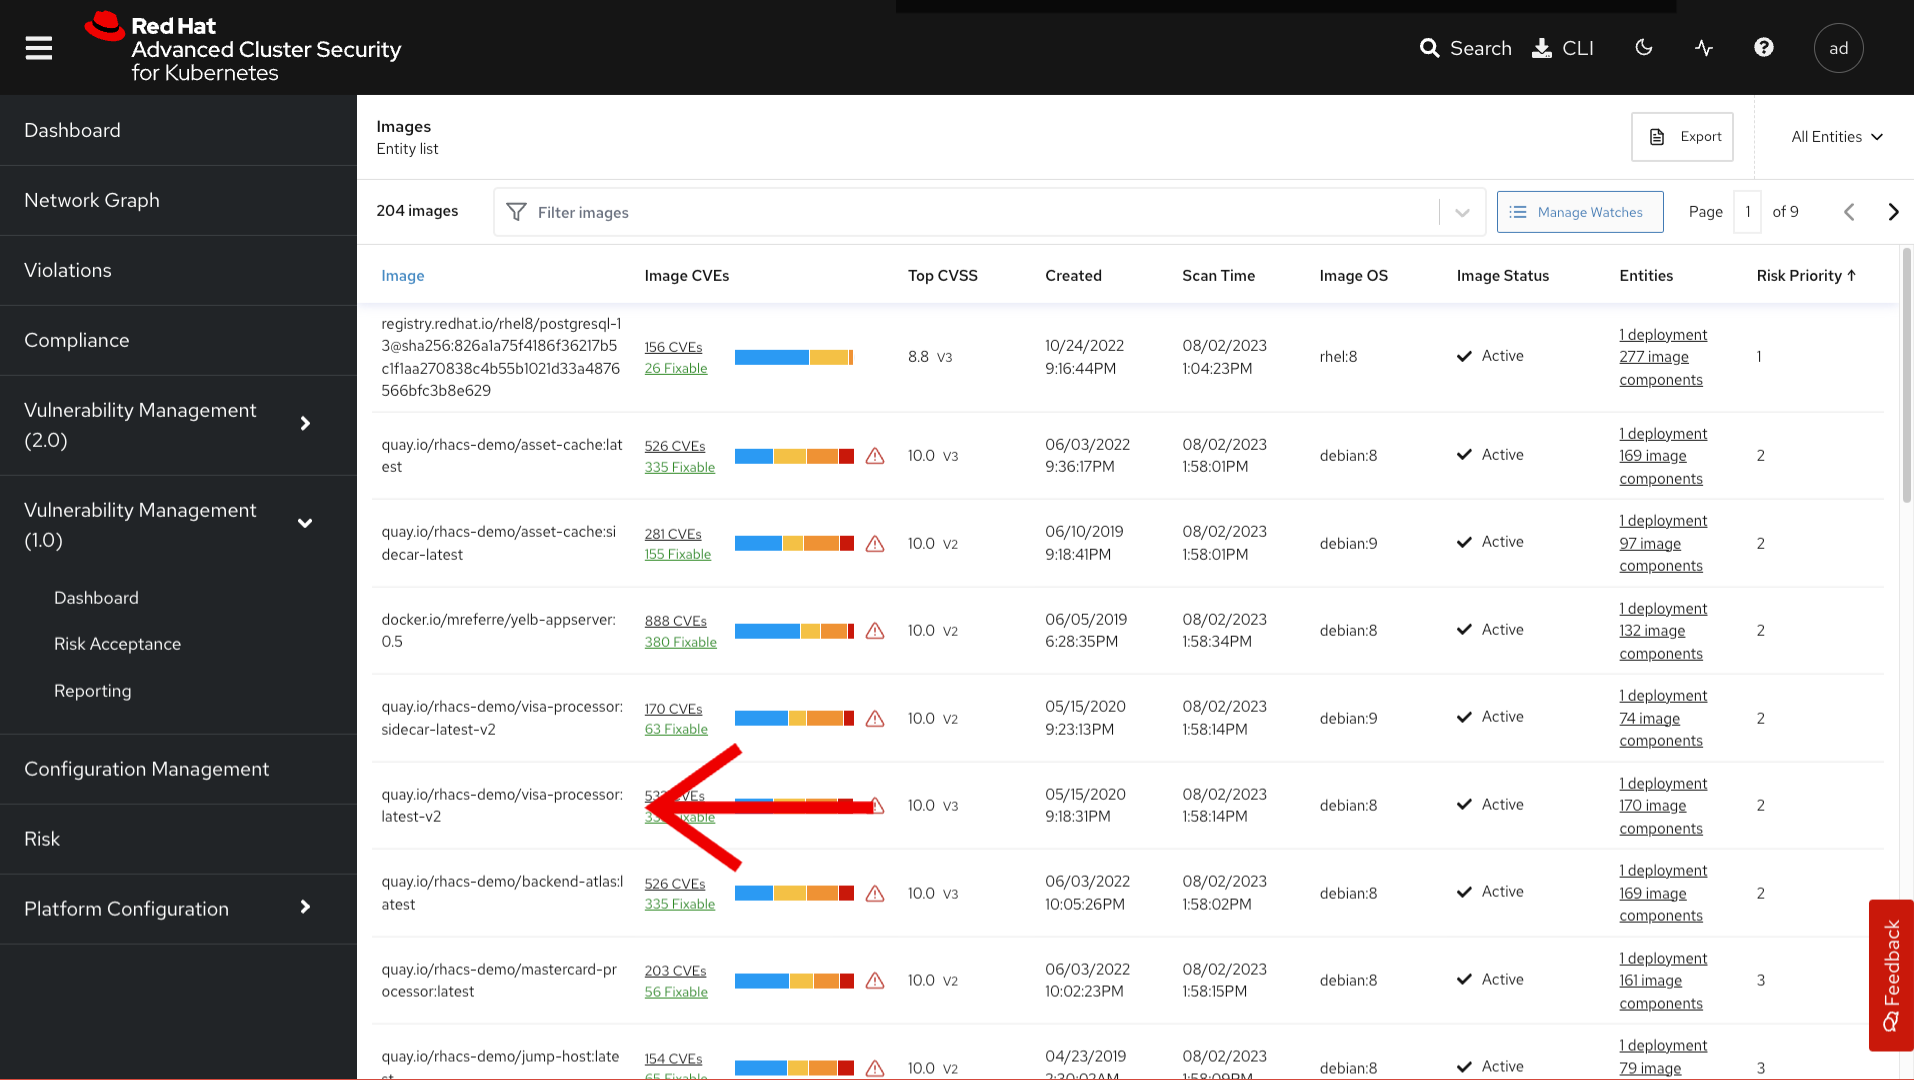 Red Hat
Advanced Cluster Security
for Kubernetes
Search
CLI
ad
Dashboard
Network Graph
Violations
Compliance
Vulnerability Management
(2.0)
Vulnerability Management
(1.0)
Dashboard
Risk Acceptance
Reporting
Configuration Management
Risk
Platform Configuration
Images
Entity list
Export
All Entities
204 images
Filter images
Manage Watches
Page 1 of 9
Image Image CVEs Top CVSS Created Scan Time Image OS Image Status Entities Risk Priority
registry.redhat.io/rhel8/postgresql-1
3@sha256:826a1a75f4186f36217b5
c1f1aa270838c4b55b1021d33a4876
566bfc3b8e629
156 CVEs
26 Fixable
8.8 V3
10/24/2022
9:16:44PM
08/02/2023
1:04:23PM
rhel:8
Active
1 deployment
277 image
components
1
quay.io/rhacs-demo/asset-cache:lat
est
526 CVEs
335 Fixable
10.0 V3
06/03/2022
9:36:17PM
08/02/2023
1:58:01PM
debian:8
Active
1 deployment
169 image
components
2
quay.io/rhacs-demo/asset-cache:si
decar-latest
281 CVEs
155 Fixable
10.0 V2
06/10/2019
9:18:41PM
08/02/2023
1:58:01PM
debian:9
Active
1 deployment
97 image
components
2
docker.io/mreferre/yelb-appserver:
0.5
888 CVEs
380 Fixable
10.0 V2
06/05/2019
6:28:35PM
08/02/2023
1:58:34PM
debian:8
Active
1 deployment
132 image
components
2
quay.io/rhacs-demo/visa-processor:
sidecar-latest-v2
170 CVEs
63 Fixable
10.0 V2
05/15/2020
9:23:13PM
08/02/2023
1:58:14PM
debian:9
Active
1 deployment
74 image
components
2
quay.io/rhacs-demo/visa-processor:
latest-v2
10.0 V3
05/15/2020
9:18:31PM
08/02/2023
1:58:14PM
debian:8
Active
1 deployment
170 image
components
2
quay.io/rhacs-demo/backend-atlas:l
atest
526 CVEs
335 Fixable
10.0 V3
06/03/2022
10:05:26PM
08/02/2023
1:58:02PM
debian:8
Active
1 deployment
169 image
components
2
quay.io/rhacs-demo/mastercard-pr
ocessor:latest
203 CVEs
56 Fixable
10.0 V2
06/03/2022
10:02:23PM
08/02/2023
1:58:15PM
debian:8
Active
1 deployment
161 image
components
3
quay.io/rhacs-demo/jump-host:late
st
154 CVEs
65 Fixable
10.0 V2
04/23/2019
2:30:02AM
08/02/2023
1:58:09PM
debian:8
Active
1 deployment
79 image
3
Feedback